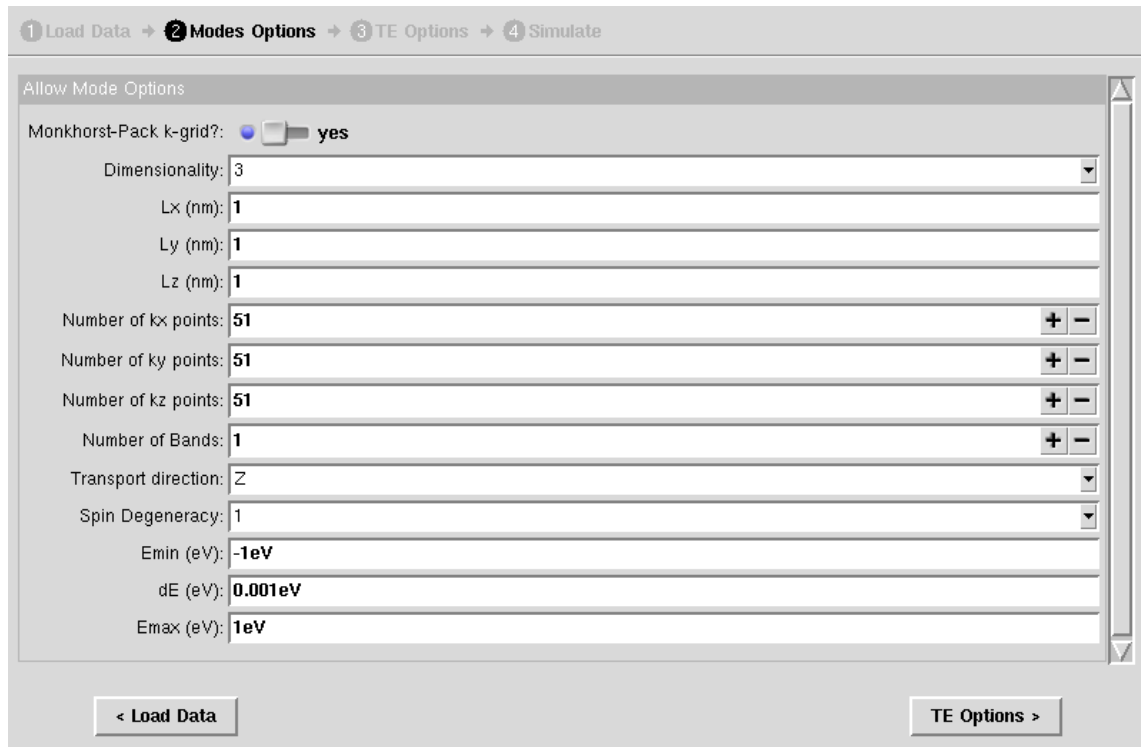 1 Load Data → 2 Modes Options → 3 TE Options → 4 Simulate
Allow Mode Options
Monkhorst-Pack k-grid?: yes
Dimensionality: 3
Lx (nm): 1
Ly (nm): 1
Lz (nm): 1
Number of kx points: 51 + −
Number of ky points: 51 + −
Number of kz points: 51 + −
Number of Bands: 1 + −
Transport direction: Z
Spin Degeneracy: 1
Emin (eV): -1eV
dE (eV): 0.001eV
Emax (eV): 1eV
< Load Data TE Options >